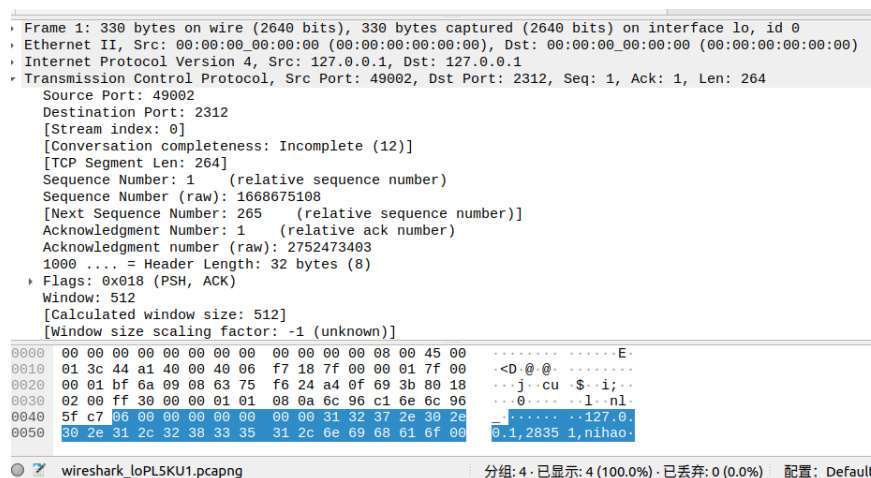 Frame 1: 330 bytes on wire (2640 bits), 330 bytes captured (2640 bits) on interface lo, id 0
Ethernet II, Src: 00:00:00_00:00:00 (00:00:00:00:00:00), Dst: 00:00:00_00:00:00 (00:00:00:00:00:00)
Internet Protocol Version 4, Src: 127.0.0.1, Dst: 127.0.0.1
Transmission Control Protocol, Src Port: 49002, Dst Port: 2312, Seq: 1, Ack: 1, Len: 264
Source Port: 49002
Destination Port: 2312
[Stream index: 0]
[Conversation completeness: Incomplete (12)]
[TCP Segment Len: 264]
Sequence Number: 1    (relative sequence number)
Sequence Number (raw): 1668675108
[Next Sequence Number: 265    (relative sequence number)]
Acknowledgment Number: 1    (relative ack number)
Acknowledgment number (raw): 2752473403
1000 .... = Header Length: 32 bytes (8)
Flags: 0x018 (PSH, ACK)
Window: 512
[Calculated window size: 512]
[Window size scaling factor: -1 (unknown)]
0000  00 00 00 00 00 00 00 00  00 00 00 00 08 00 45 00  ········ ······E·
0010  01 3c 44 a1 40 00 40 06  f7 18 7f 00 00 01 7f 00  ·<D·@·@· ········
0020  00 01 bf 6a 09 08 63 75  f6 24 a4 0f 69 3b 80 18  ···j··cu ·$··i;··
0030  02 00 ff 30 00 00 01 01  08 0a 6c 96 c1 6e 6c 96  ···0···· ··l··nl·
0040  5f c7 06 00 00 00 00 00  00 00 31 32 37 2e 30 2e  _······· ··127.0.
0050  30 2e 31 2c 32 38 33 35  31 2c 6e 69 68 61 6f 00  0.1,2835 1,nihao·
wireshark_loPL5KU1.pcapng 分组: 4 · 已显示: 4 (100.0%) · 已丢弃: 0 (0.0%) 配置: Default